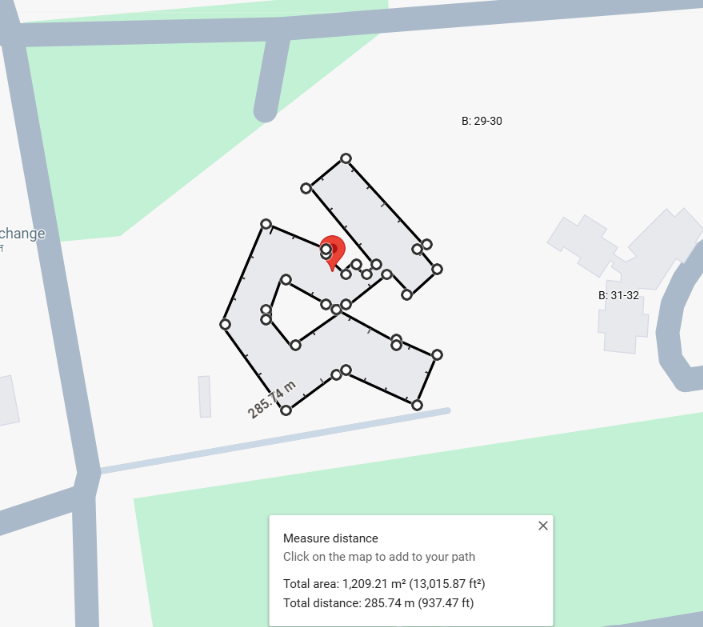 B: 29-30
change
B: 31-32
285.74 m
Measure distance
Click on the map to add to your path
Total area: 1,209.21 m² (13,015.87 ft²)
Total distance: 285.74 m (937.47 ft)